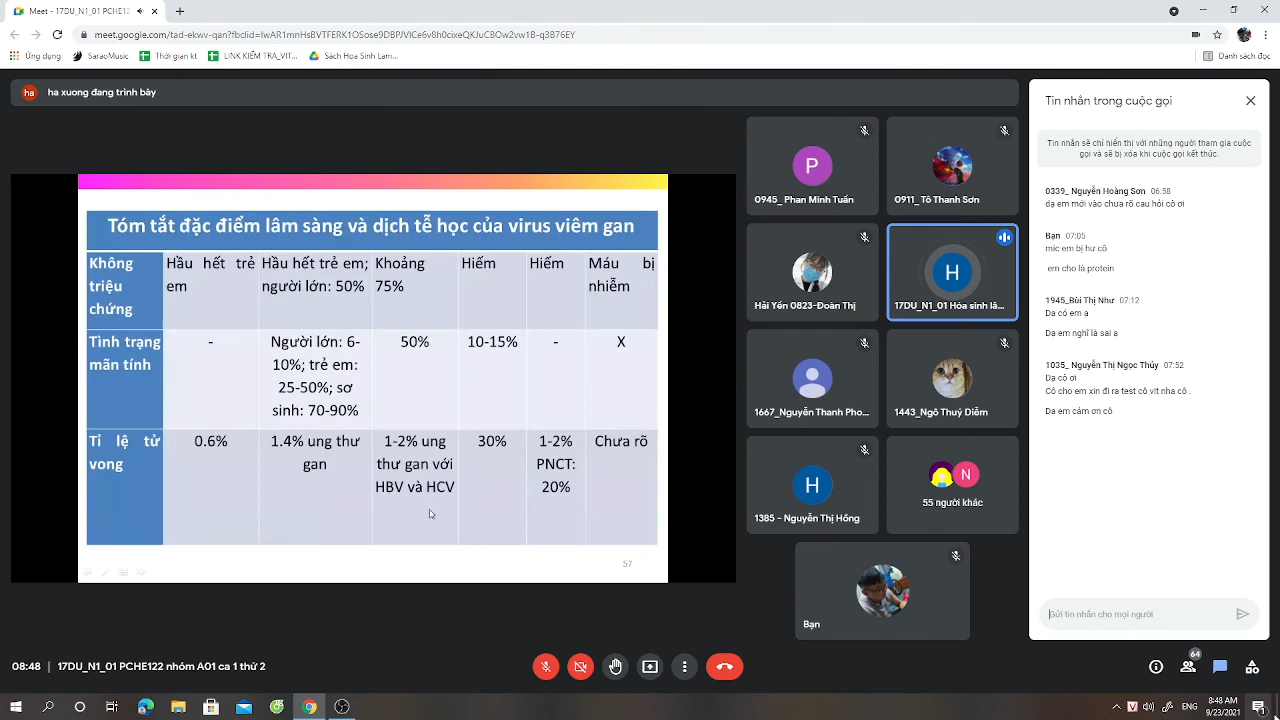 Meet - 17DU_N1_01 PCHE122
meet.google.com/tad-ekwv-qan?fbclid=IwAR1mnHsBVTFERK1OSose9DBPJVlCe6v8h0cixeQKJuCBOw2vw1B-q3B76EY
Ứng dụng
SaraoMusic
Thời gian kt
LINK KIỂM TRA_VIT...
Sách Hoa Sinh Lam...
Danh sách đọc
ha
ha xuong đang trình bày
Tóm tắt đặc điểm lâm sàng và dịch tễ học của virus viêm gan
Không triệu chứng
Hầu hết trẻ em
Hầu hết trẻ em; người lớn: 50%
Khoảng 75%
Hiếm
Hiếm
Máu bị nhiễm
Tình trạng mãn tính
-
Người lớn: 6-10%; trẻ em: 25-50%; sơ sinh: 70-90%
50%
10-15%
-
X
Tỉ lệ tử vong
0.6%
1.4% ung thư gan
1-2% ung thư gan với HBV và HCV
30%
1-2% PNCT: 20%
Chưa rõ
57
P
0945_ Phan Minh Tuấn
0911_ Tô Thanh Sơn
Hải Yến 0823-Đoàn Thị
H
17DU_N1_01 Hóa sinh lâ...
1667_Nguyễn Thanh Pho...
1443_Ngô Thuý Diễm
H
1385 - Nguyễn Thị Hồng
N
55 người khác
Bạn
Tin nhắn trong cuộc gọi
Tin nhắn sẽ chỉ hiển thị với những người tham gia cuộc
gọi và sẽ bị xóa khi cuộc gọi kết thúc.
0339_ Nguyễn Hoàng Sơn 06:58
dạ em mới vào chưa rõ cau hỏi cô ơi
Bạn 07:05
mic em bị hư cô
em cho là protein
1945_Bùi Thị Như 07:12
Dạ có em ạ
Dạ em nghĩ là sai ạ
1035_ Nguyễn Thị Ngọc Thúy 07:52
Dạ cô ơi
Cô cho em xin đi ra test cô vit nha cô .
Dạ em cảm ơn cô
Gửi tin nhắn cho mọi người
08:48 | 17DU_N1_01 PCHE122 nhóm A01 ca 1 thứ 2
64
V
ENG
8:48 AM
9/23/2021